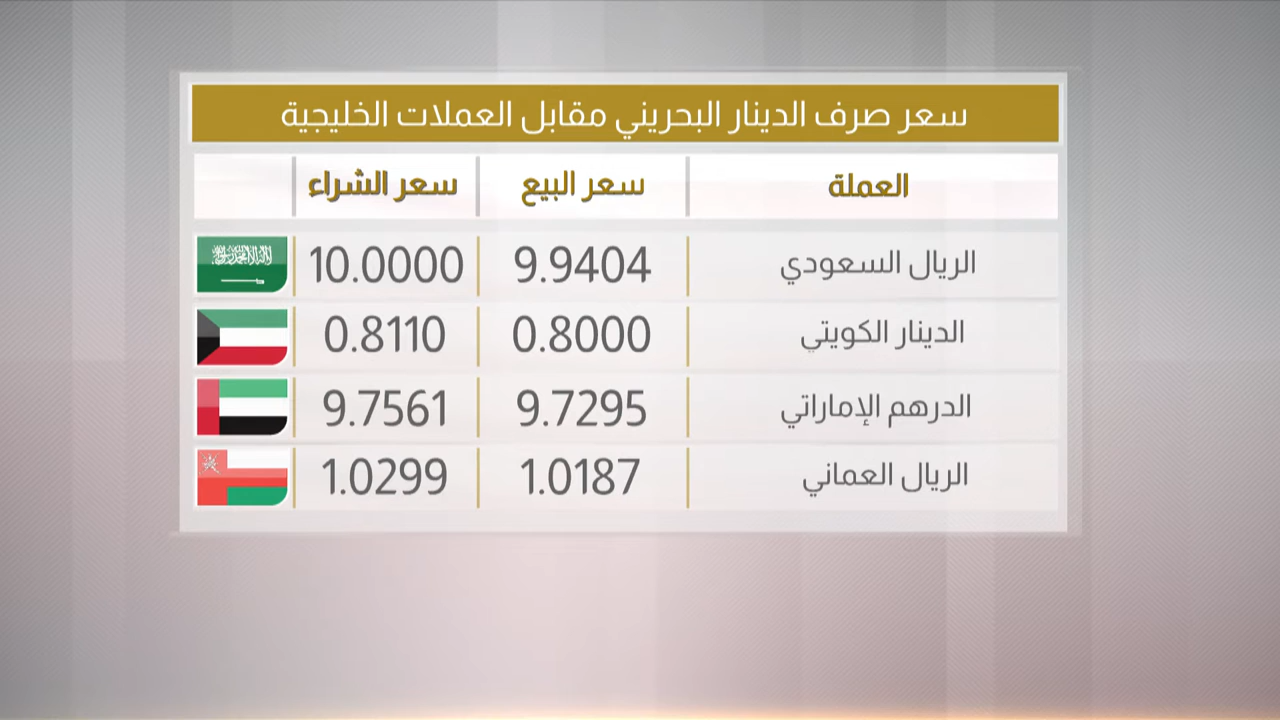 سعر صرف الدينار البحريني مقابل العملات الخليجية
العملة سعر البيع سعر الشراء
الريال السعودي 9.9404 10.0000
الدينار الكويتي 0.8000 0.8110
الدرهم الإماراتي 9.7295 9.7561
الريال العماني 1.0187 1.0299